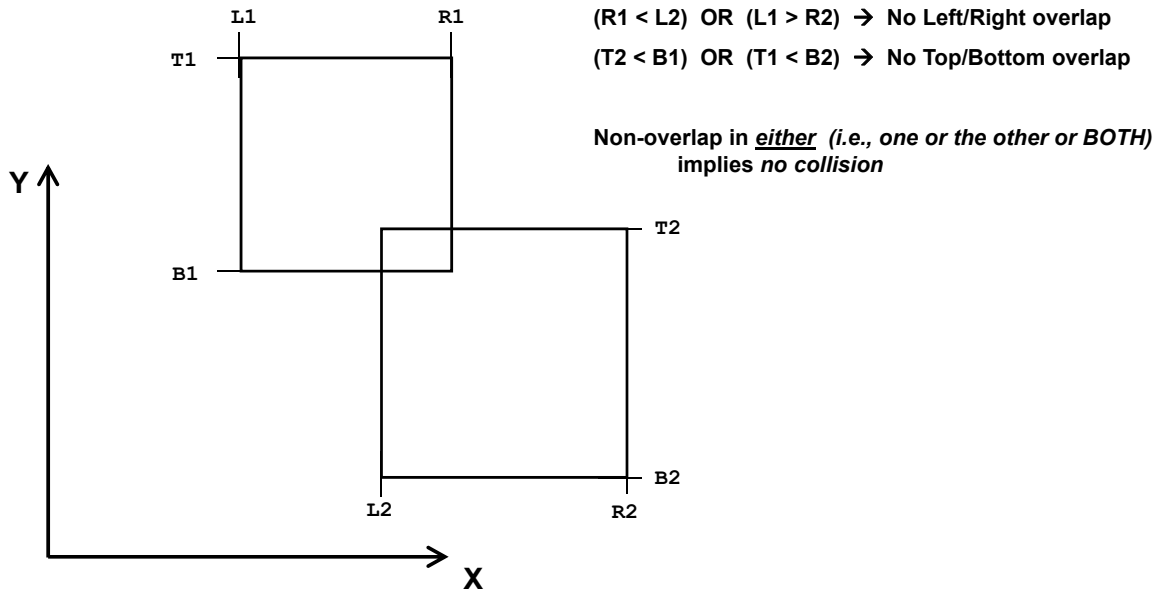 L1 R1
(R1 < L2) OR (L1 > R2) → No Left/Right overlap
T1
(T2 < B1) OR (T1 < B2) → No Top/Bottom overlap
Non-overlap in either (i.e., one or the other or BOTH)
implies no collision
Y
T2
B1
B2
L2
R2
X